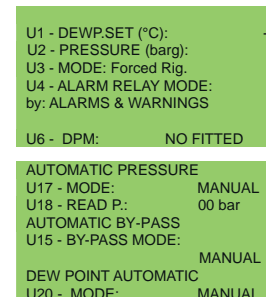 U1 - DEWP.SET (°C): -
U2 - PRESSURE (barg):
U3 - MODE: Forced Rig.
U4 - ALARM RELAY MODE:
by: ALARMS & WARNINGS
U6 - DPM: NO FITTED
AUTOMATIC PRESSURE
U17 - MODE: MANUAL
U18 - READ P.: 00 bar
AUTOMATIC BY-PASS
U15 - BY-PASS MODE:
MANUAL
DEW POINT AUTOMATIC
U20 - MODE: MANUAL